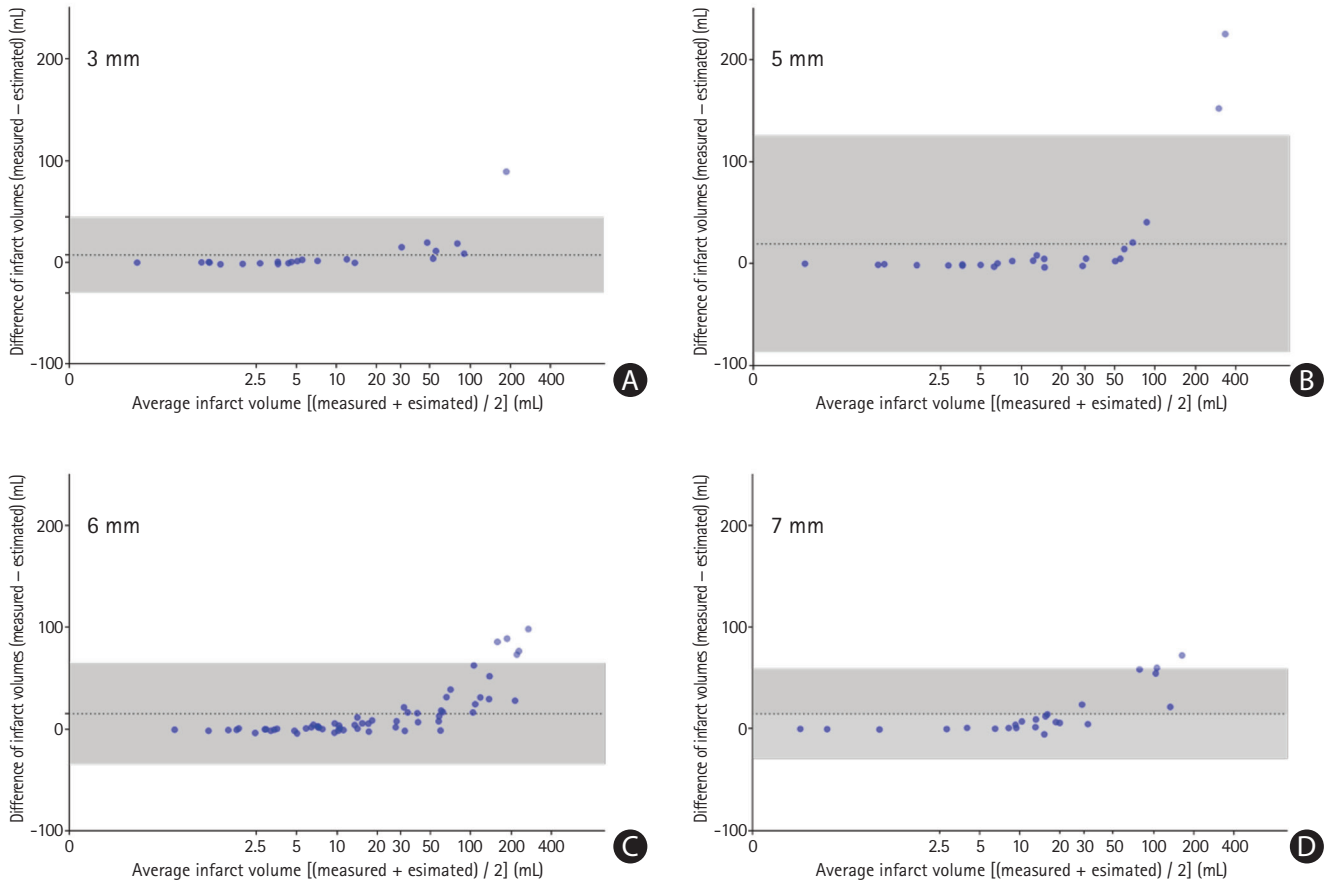 Difference of infarct volumes (measured – estimated) (mL)
3 mm
200
100
0
–100
0 2.5 5 10 20 30 50 100 200 400
Average infarct volume [(measured + esimated) / 2] (mL)
A
Difference of infarct volumes (measured – estimated) (mL)
5 mm
200
100
0
–100
0 2.5 5 10 20 30 50 100 200 400
Average infarct volume [(measured + esimated) / 2] (mL)
B
Difference of infarct volumes (measured – estimated) (mL)
6 mm
200
100
0
–100
0 2.5 5 10 20 30 50 100 200 400
Average infarct volume [(measured + esimated) / 2] (mL)
C
Difference of infarct volumes (measured – estimated) (mL)
7 mm
200
100
0
–100
0 2.5 5 10 20 30 50 100 200 400
Average infarct volume [(measured + esimated) / 2] (mL)
D